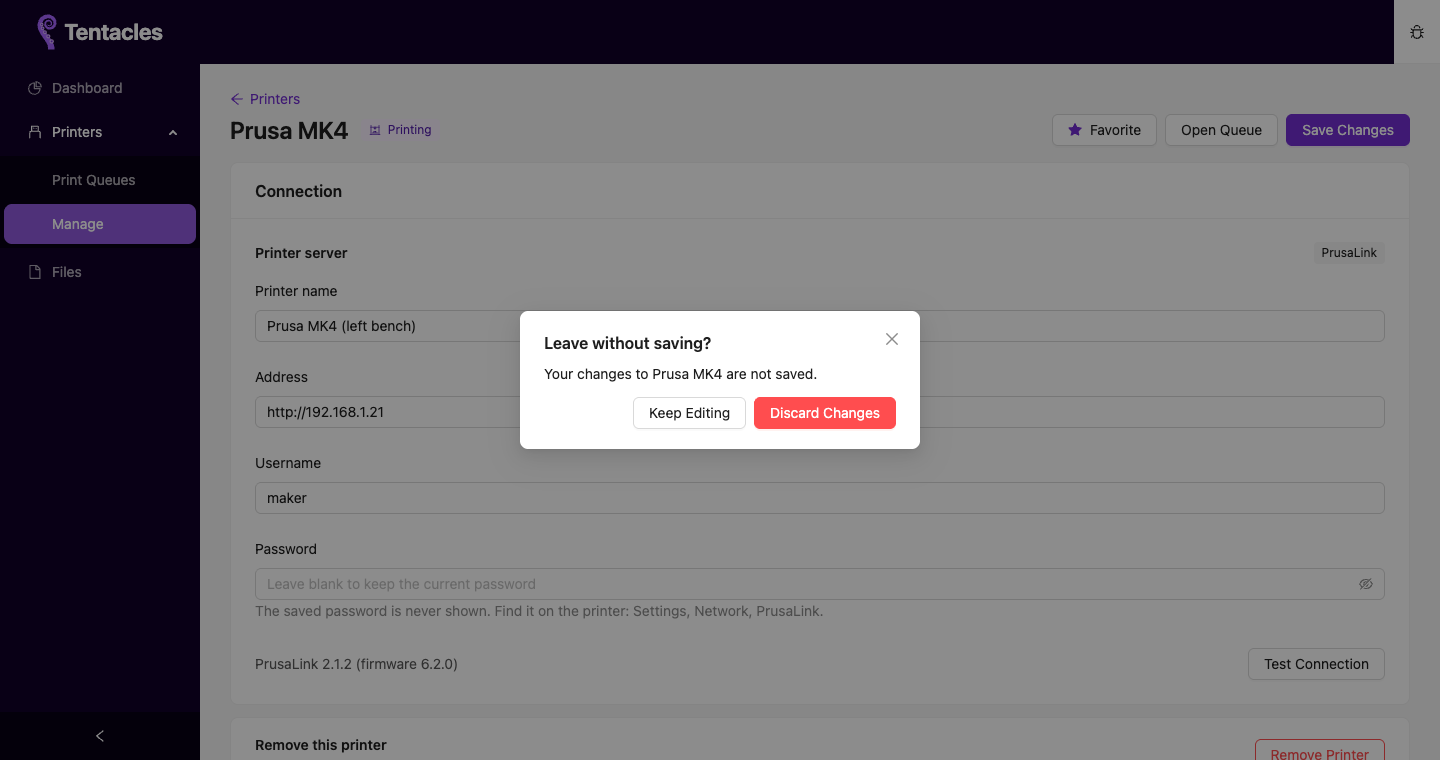 Tentacles
Dashboard
Printers
Print Queues
Manage
Files
Printers
Prusa MK4
Printing
Favorite
Open Queue
Save Changes
Connection
Printer server
PrusaLink
Printer name
Prusa MK4 (left bench)
Address
http://192.168.1.21
Username
maker
Password
Leave blank to keep the current password
The saved password is never shown. Find it on the printer: Settings, Network, PrusaLink.
PrusaLink 2.1.2 (firmware 6.2.0)
Test Connection
Remove this printer
Remove Printer
Leave without saving?
Your changes to Prusa MK4 are not saved.
Keep Editing
Discard Changes